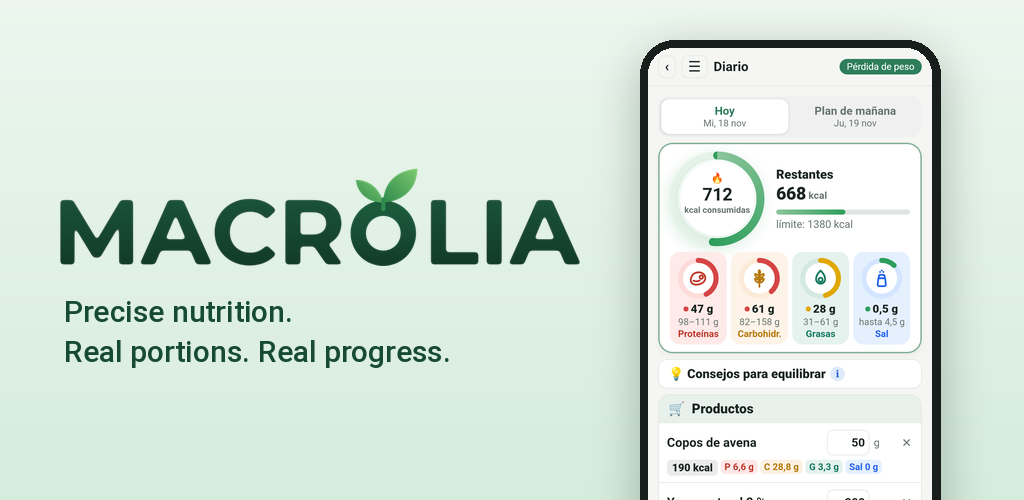 MACROLIA
Precise nutrition.
Real portions. Real progress.
‹ ☰ Diario
Pérdida de peso
Hoy
Mi, 18 nov
Plan de mañana
Ju, 19 nov
712
kcal consumidas
Restantes
668 kcal
límite: 1380 kcal
47 g
98–111 g
Proteínas
61 g
82–158 g
Carbohidr.
28 g
31–61 g
Grasas
0,5 g
hasta 4,5 g
Sal
Consejos para equilibrar i
Productos
Copos de avena 50 g ✕
190 kcal P 6,6 g C 28,8 g G 3,3 g Sal 0 g